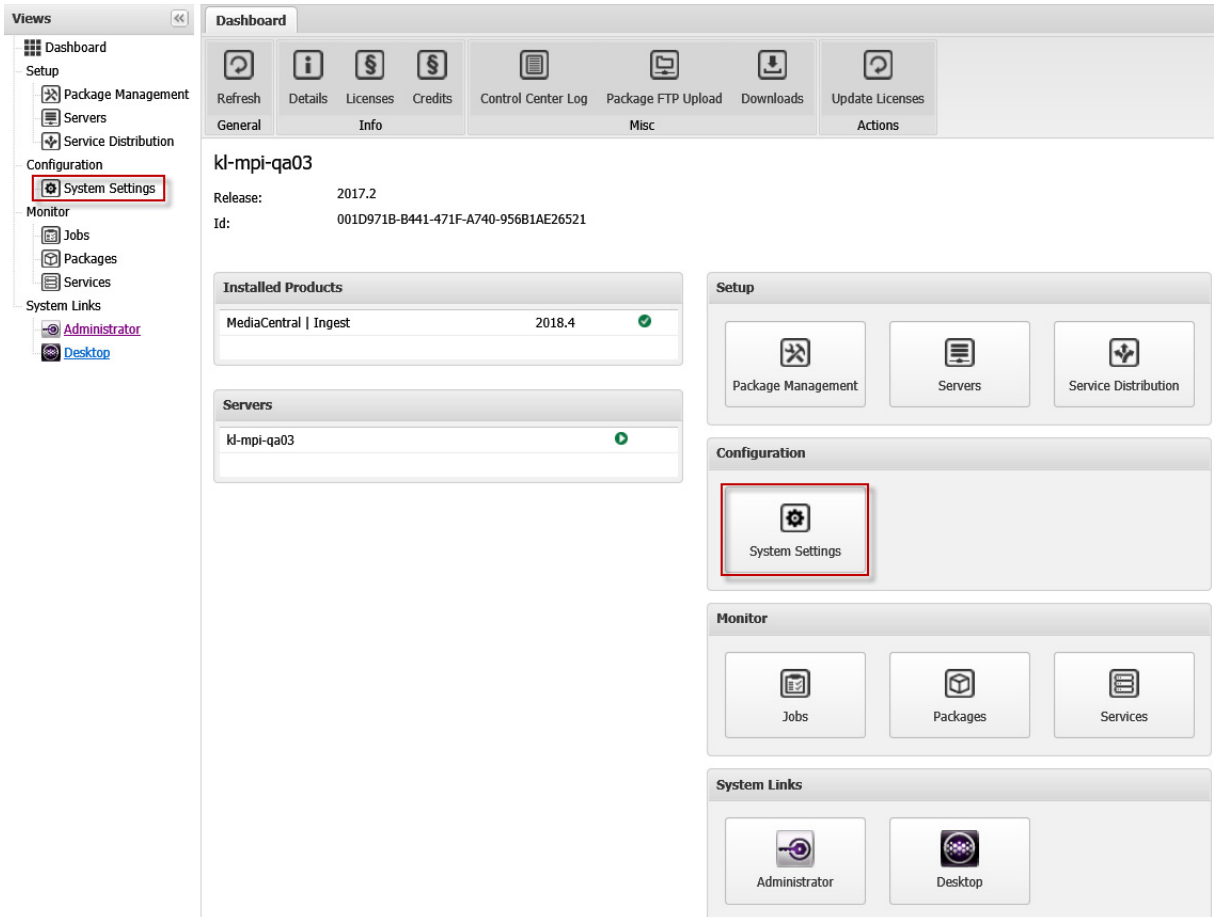 Views
Dashboard
Setup
Package Management
Servers
Service Distribution
Configuration
System Settings
Monitor
Jobs
Packages
Services
System Links
Administrator
Desktop
Dashboard
Refresh
Details
Licenses
Credits
Control Center Log
Package FTP Upload
Downloads
Update Licenses
General
Info
Misc
Actions
kl-mpi-qa03
Release: 2017.2
Id: 001D971B-B441-471F-A740-956B1AE26521
Installed Products
MediaCentral | Ingest 2018.4
Servers
kl-mpi-qa03
Setup
Package Management
Servers
Service Distribution
Configuration
System Settings
Monitor
Jobs
Packages
Services
System Links
Administrator
Desktop